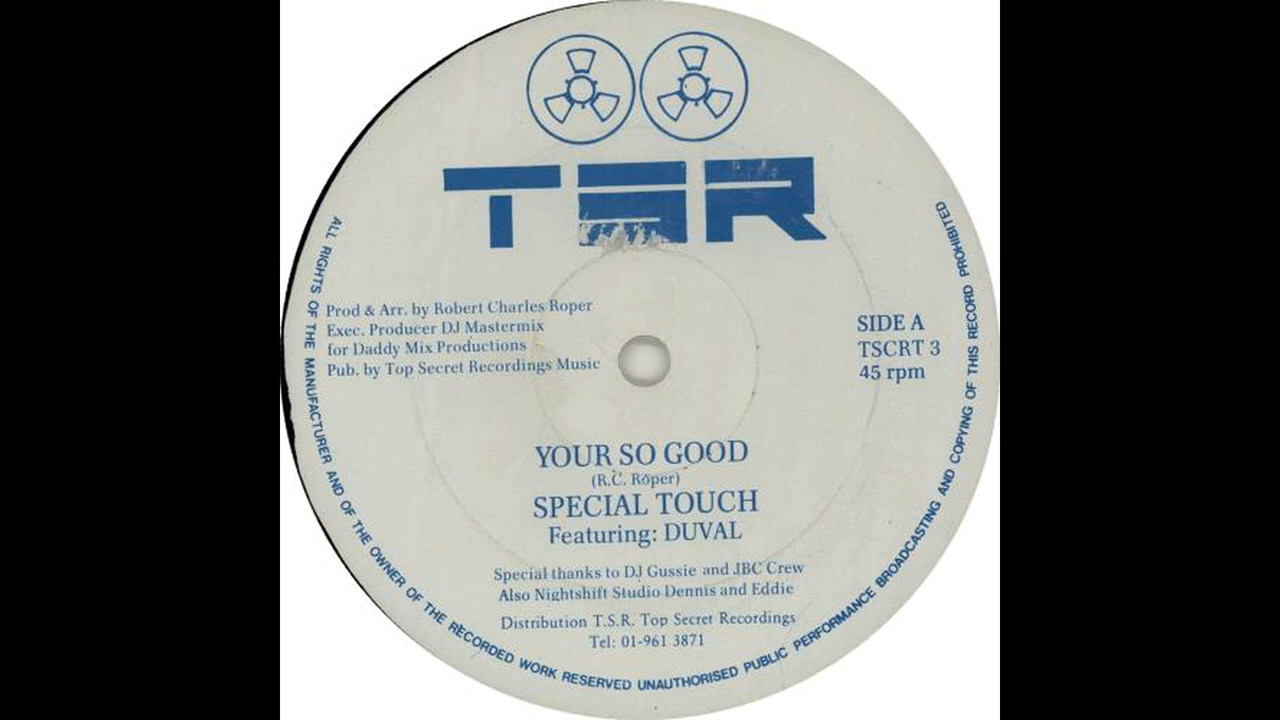 TSR
Prod & Arr. by Robert Charles Roper
Exec. Producer DJ Mastermix
for Daddy Mix Productions
Pub. by Top Secret Recordings Music
SIDE A
TSCRT 3
45 rpm
YOUR SO GOOD
(R.C. Roper)
SPECIAL TOUCH
Featuring: DUVAL
Special thanks to DJ Gussie and JBC Crew
Also Nightshift Studio Dennis and Eddie
Distribution T.S.R. Top Secret Recordings
Tel: 01-961 3871
ALL RIGHTS OF THE MANUFACTURER AND OF THE OWNER OF THE RECORDED WORK RESERVED UNAUTHORISED PUBLIC PERFORMANCE BROADCASTING AND COPYING OF THIS RECORD PROHIBITED